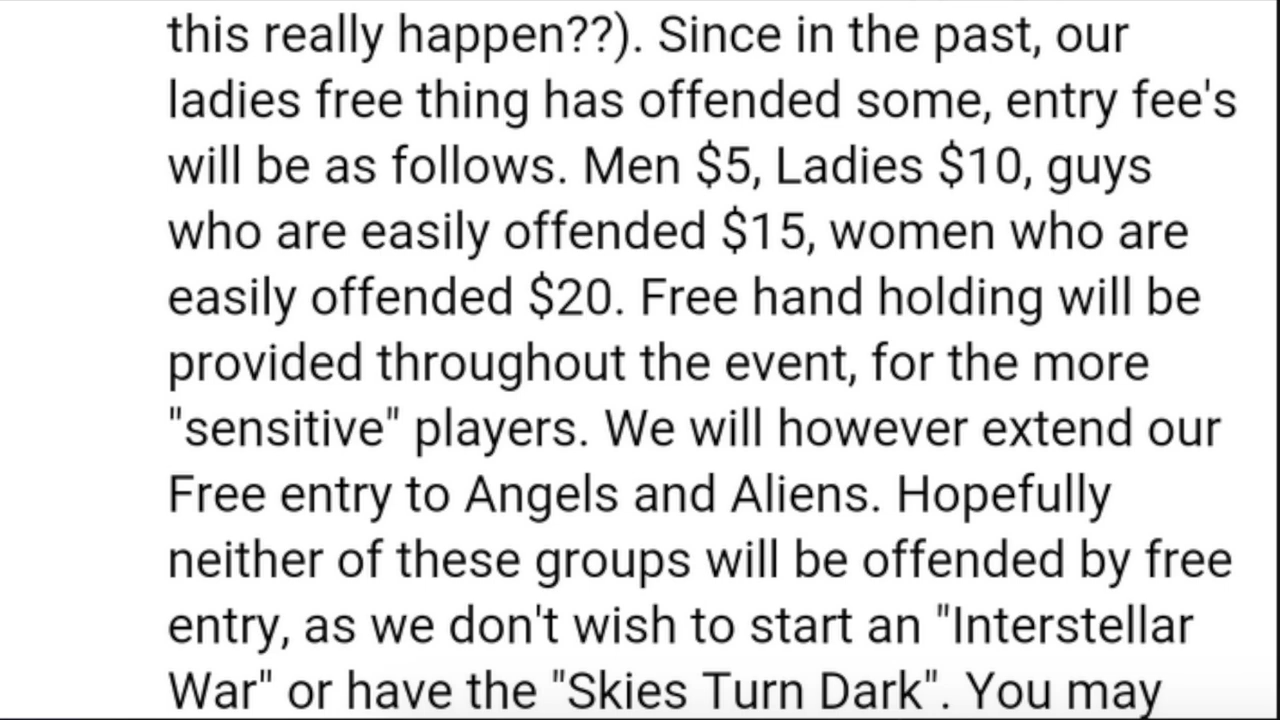 this really happen??). Since in the past, our
ladies free thing has offended some, entry fee's
will be as follows. Men $5, Ladies $10, guys
who are easily offended $15, women who are
easily offended $20. Free hand holding will be
provided throughout the event, for the more
"sensitive" players. We will however extend our
Free entry to Angels and Aliens. Hopefully
neither of these groups will be offended by free
entry, as we don't wish to start an "Interstellar
War" or have the "Skies Turn Dark". You may